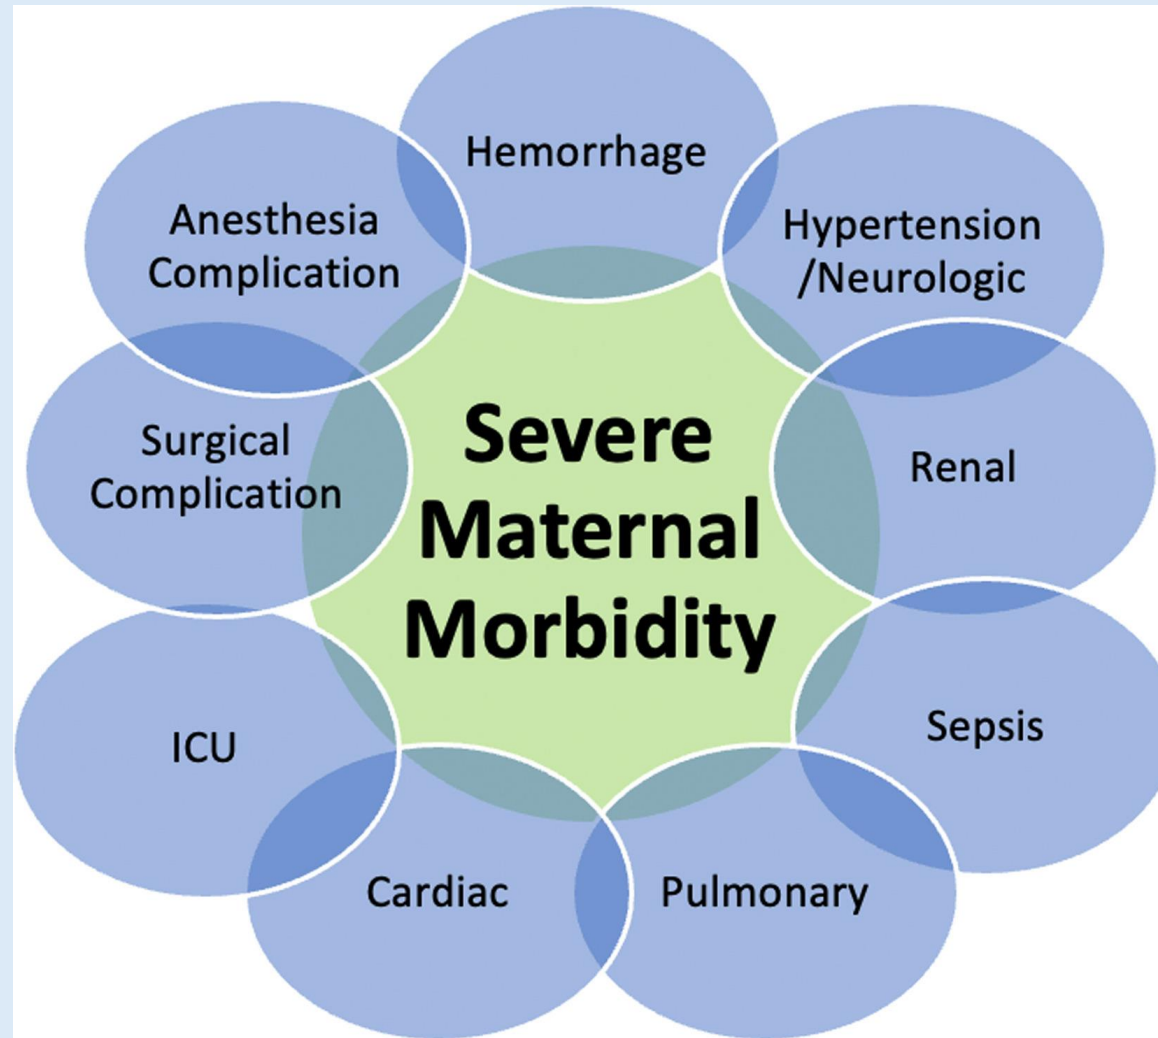 Hemorrhage
Hypertension
/Neurologic
Renal
Sepsis
Pulmonary
Cardiac
ICU
Surgical
Complication
Anesthesia
Complication
Severe
Maternal
Morbidity